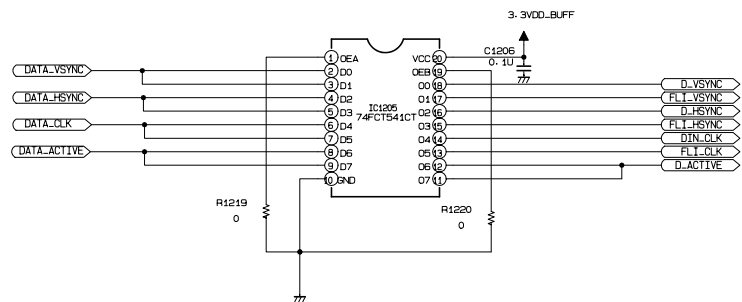 3.3VDD_BUFF
C1206
0.1U
1 OEA
2 D0
3 D1
4 D2
5 D3
6 D4
7 D5
8 D6
9 D7
10 GND
IC1205
74FCT541CT
VCC 20
OEB 19
O0 18
O1 17
O2 16
O3 15
O4 14
O5 13
O6 12
O7 11
DATA_VSYNC
DATA_HSYNC
DATA_CLK
DATA_ACTIVE
D_VSYNC
FLI_VSYNC
D_HSYNC
FLI_HSYNC
DIN_CLK
FLI_CLK
D_ACTIVE
R1219
0
R1220
0